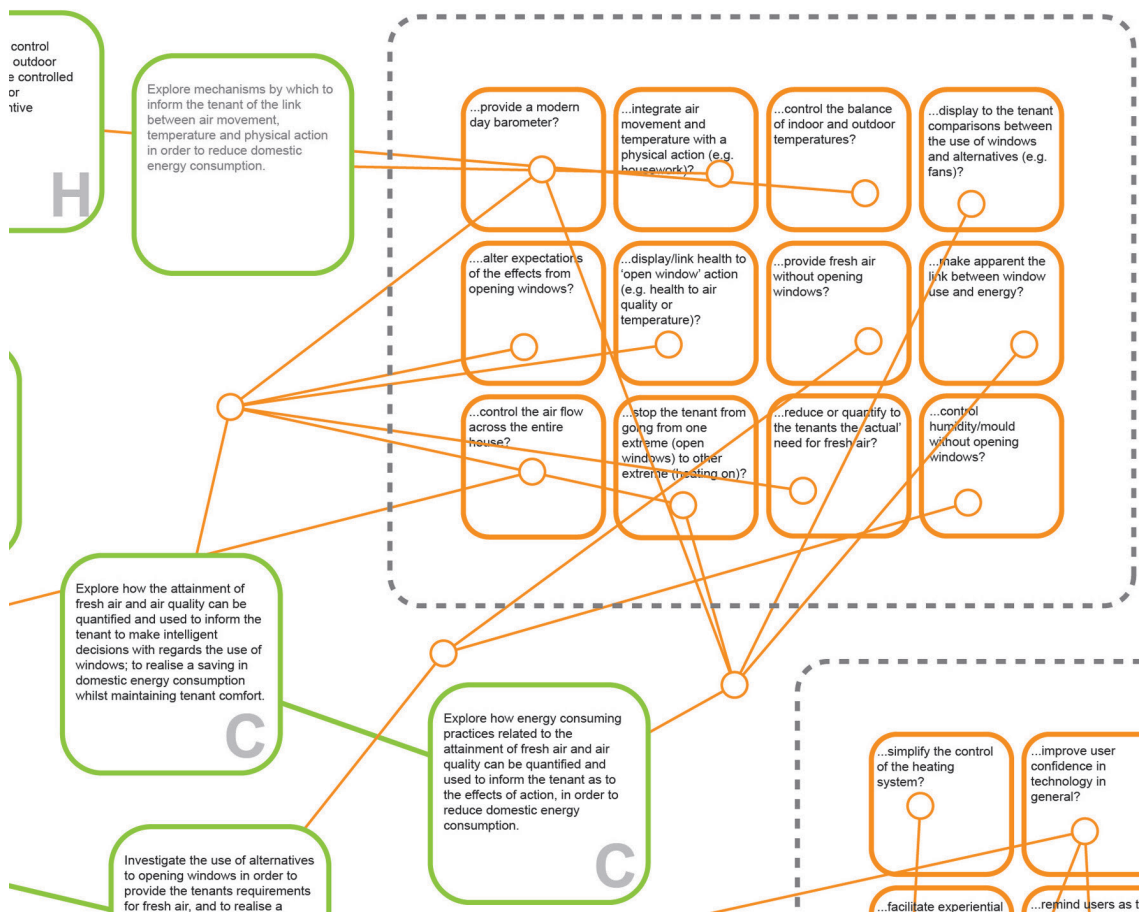 control
outdoor
e controlled
or
ntive
H
Explore mechanisms by which to
inform the tenant of the link
between air movement,
temperature and physical action
in order to reduce domestic
energy consumption.
...provide a modern
day barometer?
...integrate air
movement and
temperature with a
physical action (e.g.
housework)?
...control the balance
of indoor and outdoor
temperatures?
...display to the tenant
comparisons between
the use of windows
and alternatives (e.g.
fans)?
....alter expectations
of the effects from
opening windows?
...display/link health to
‘open window’ action
(e.g. health to air
quality or
temperature)?
...provide fresh air
without opening
windows?
...make apparent the
link between window
use and energy?
...control the air flow
across the entire
house?
...stop the tenant from
going from one
extreme (open
windows) to other
extreme (heating on)?
...reduce or quantify to
the tenants the ‘actual’
need for fresh air?
...control
humidity/mould
without opening
windows?
Explore how the attainment of
fresh air and air quality can be
quantified and used to inform the
tenant to make intelligent
decisions with regards the use of
windows; to realise a saving in
domestic energy consumption
whilst maintaining tenant comfort.
C
Explore how energy consuming
practices related to the
attainment of fresh air and air
quality can be quantified and
used to inform the tenant as to
the effects of action, in order to
reduce domestic energy
consumption.
C
Investigate the use of alternatives
to opening windows in order to
provide the tenants requirements
for fresh air, and to realise a
...simplify the control
of the heating
system?
...improve user
confidence in
technology in
general?
...facilitate experiential
...remind users as t